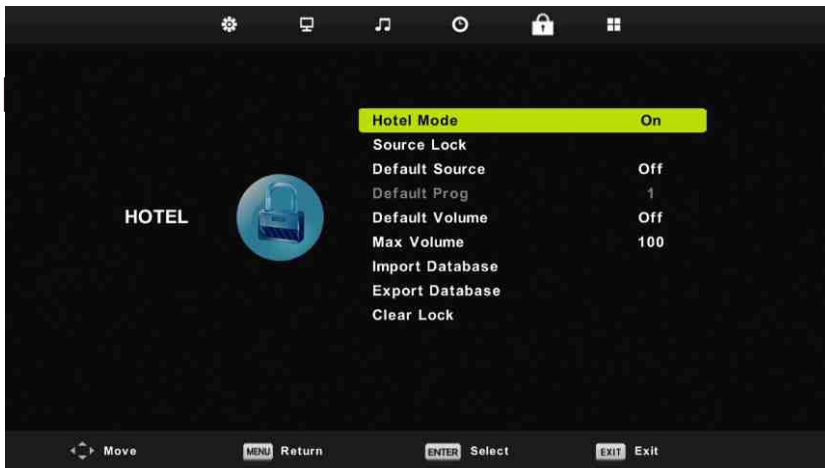 Hotel Mode On
Source Lock
Default Source Off
Default Prog 1
HOTEL
Default Volume Off
Max Volume 100
Import Database
Export Database
Clear Lock
Move MENU Return ENTER Select EXIT Exit